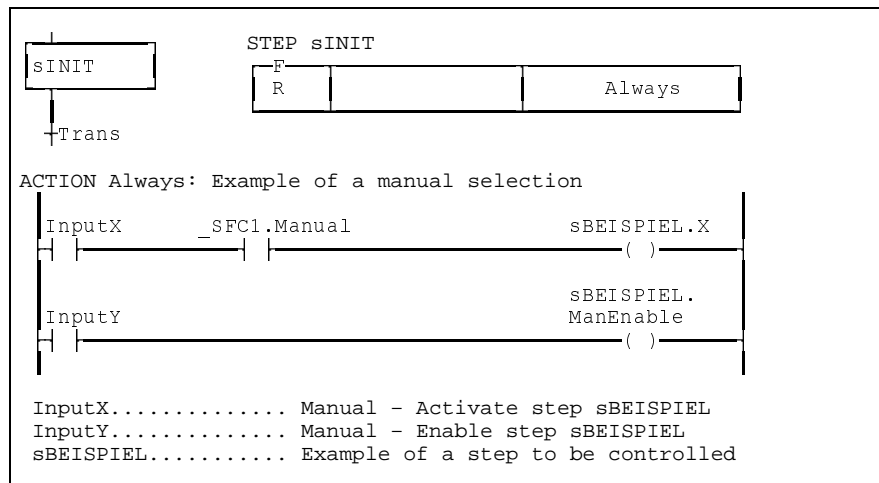 STEP sINIT
sINIT
F
R Always
Trans
ACTION Always: Example of a manual selection
InputX _SFC1.Manual sBEISPIEL.X
( )
sBEISPIEL.
InputY ManEnable
( )
InputX.............. Manual – Activate step sBEISPIEL
InputY.............. Manual – Enable step sBEISPIEL
sBEISPIEL........... Example of a step to be controlled